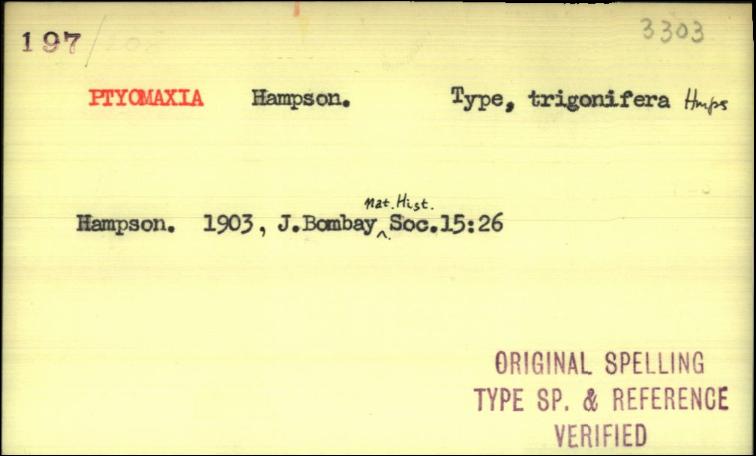 197/ 3303
PTYOMAXIA Hampson. Type, trigonifera Hmps
Nat. Hist.
Hampson. 1903, J.Bombay ^ Soc.15:26
ORIGINAL SPELLING
TYPE SP. & REFERENCE
VERIFIED